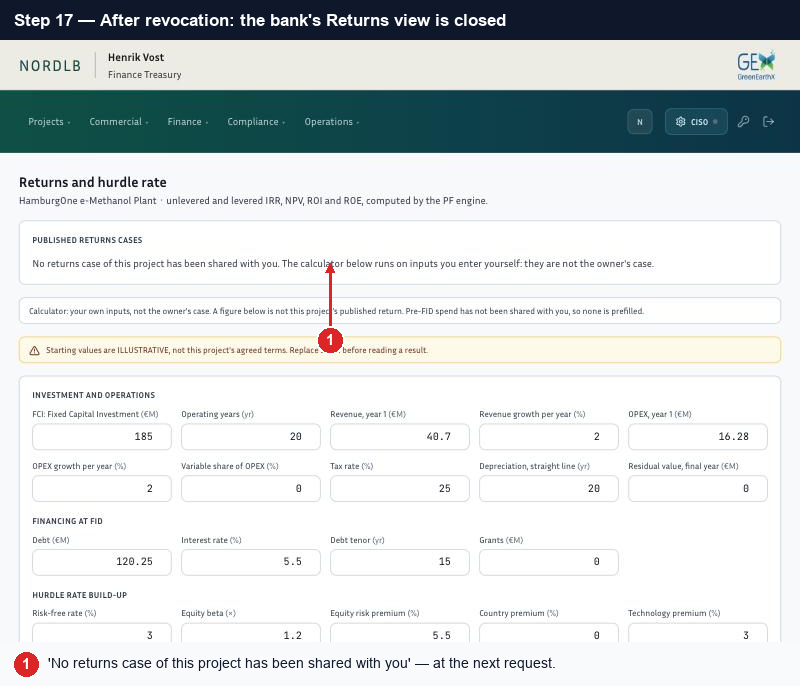 Step 17 — After revocation: the bank's Returns view is closed
NORDLB
Henrik Vost
Finance Treasury
GEX
GreenEarthX
Projects
Commercial
Finance
Compliance
Operations
N
CISO
Returns and hurdle rate
HamburgOne e-Methanol Plant · unlevered and levered IRR, NPV, ROI and ROE, computed by the PF engine.
PUBLISHED RETURNS CASES
No returns case of this project has been shared with you. The calculator below runs on inputs you enter yourself: they are not the owner's case.
Calculator: your own inputs, not the owner's case. A figure below is not this project's published return. Pre-FID spend has not been shared with you, so none is prefilled.
Starting values are ILLUSTRATIVE, not this project's agreed terms. Replace before reading a result.
1
INVESTMENT AND OPERATIONS
FCI: Fixed Capital Investment (€M) Operating years (yr) Revenue, year 1 (€M) Revenue growth per year (%) OPEX, year 1 (€M)
185 20 40.7 2 16.28
OPEX growth per year (%) Variable share of OPEX (%) Tax rate (%) Depreciation, straight line (yr) Residual value, final year (€M)
2 0 25 20 0
FINANCING AT FID
Debt (€M) Interest rate (%) Debt tenor (yr) Grants (€M)
120.25 5.5 15 0
HURDLE RATE BUILD-UP
Risk-free rate (%) Equity beta (×) Equity risk premium (%) Country premium (%) Technology premium (%)
3 1.2 5.5 0 3
1 'No returns case of this project has been shared with you' — at the next request.